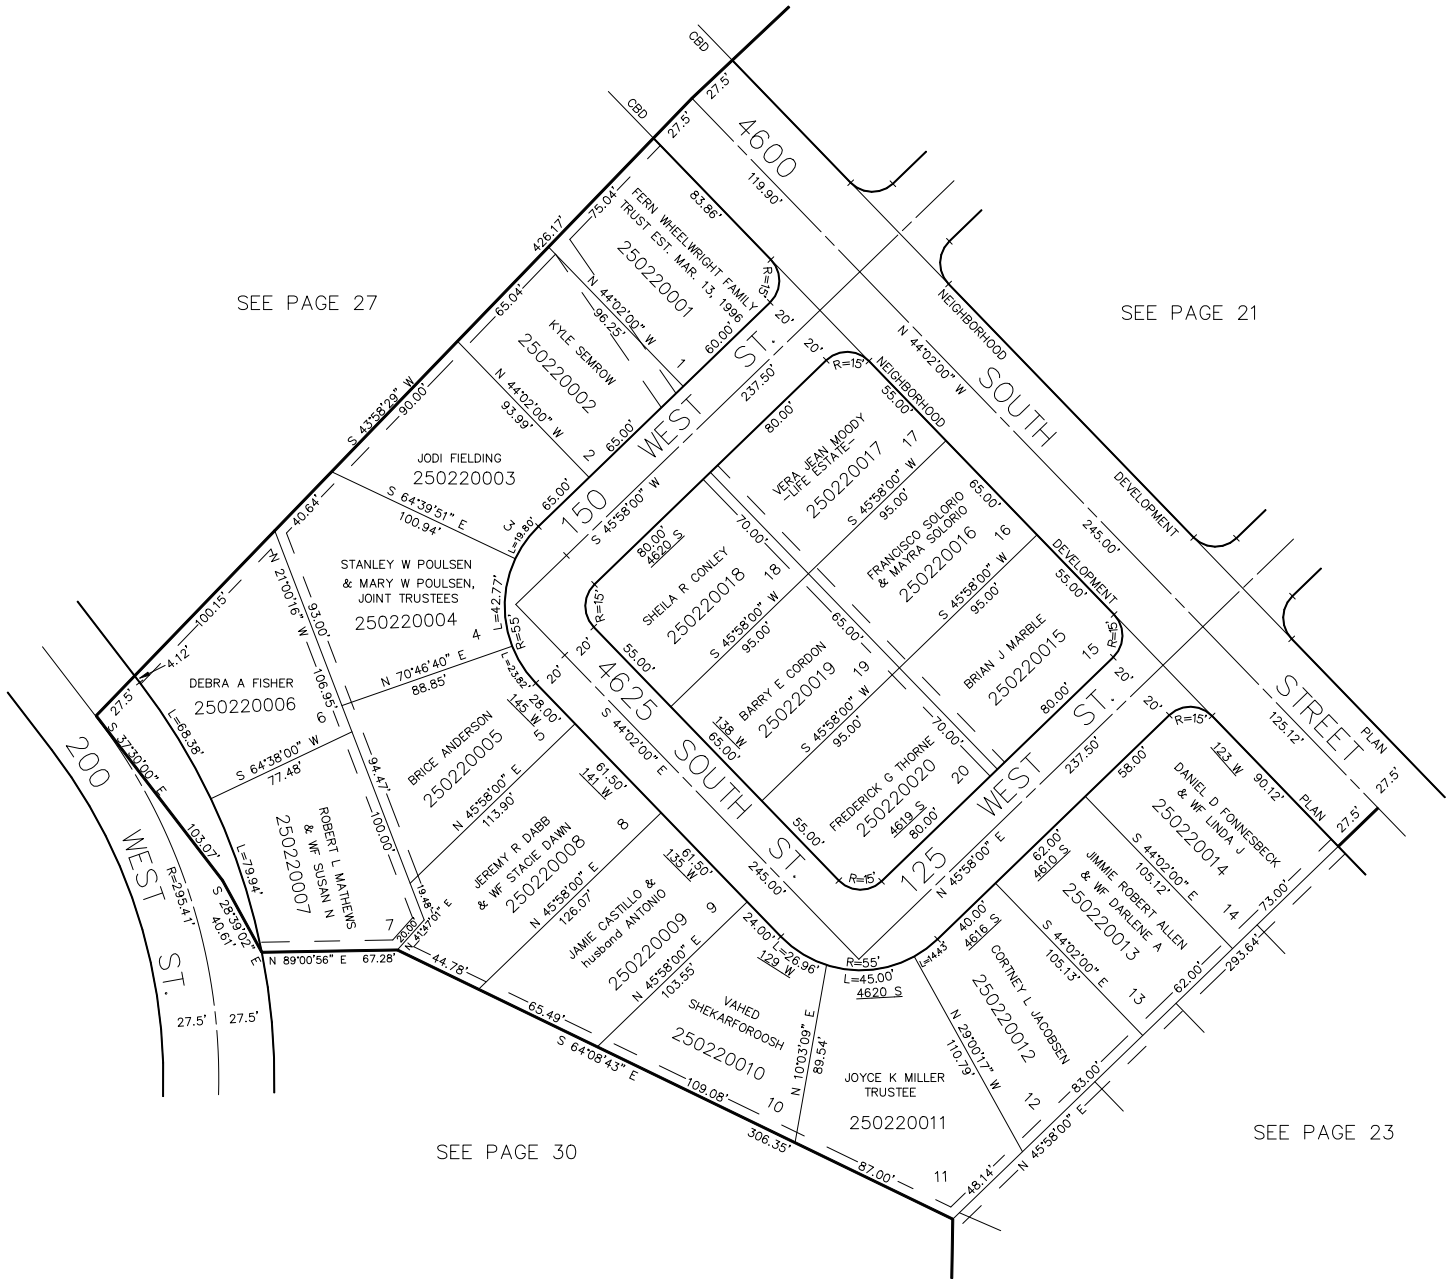 CBD
CBD
27.5'
27.5'
4600
SOUTH
STREET
119.90'
N 44°02'00" W
245.00'
125.12'
27.5'
27.5'
SEE PAGE 27
SEE PAGE 21
SEE PAGE 30
SEE PAGE 23
NEIGHBORHOOD
DEVELOPMENT
PLAN
NEIGHBORHOOD
DEVELOPMENT
PLAN
426.17'
S 43°58'29" W
75.04'
83.86'
FERN WHEELWRIGHT FAMILY
TRUST EST. MAR. 13, 1996
250220001
R=15'
20'
60.00'
1
N 44°02'00" W
96.25'
65.04'
KYLE SEMROW
250220002
65.00'
2
N 44°02'00" W
93.99'
90.00'
JODI FIELDING
250220003
65.00'
3
L=19.80'
S 64°39'51" E
100.94'
40.64'
STANLEY W POULSEN
& MARY W POULSEN,
JOINT TRUSTEES
250220004
4
L=42.77'
R=55'
N 21°00'16" W
93.00'
106.95'
N 70°46'40" E
88.85'
L=23.82'
100.15'
4.12'
27.5'
DEBRA A FISHER
250220006
6
L=68.38'
S 64°38'00" W
77.48'
S 37°30'00" E
103.07'
S 28°39'02" E
40.61'
200
WEST
ST.
R=295.41'
27.5'
27.5'
L=79.94'
ROBERT L MATHEWS
& WF SUSAN N
250220007
7
94.47'
100.00'
19.48'
20.00'
N 41°47'01" E
N 89°00'56" E
67.28'
BRICE ANDERSON
250220005
5
28.00'
145 W
N 45°58'00" E
113.90'
JEREMY R DABB
& WF STACIE DAWN
250220008
8
61.50'
141 W
N 45°58'00" E
126.07'
44.78'
JAMIE CASTILLO &
husband ANTONIO
250220009
9
61.50'
135 W
N 45°58'00" E
103.55'
65.49'
S 64°08'43" E
VAHED
SHEKARFOROOSH
250220010
10
24.00'
L=26.96'
129 W
N 10°03'09" E
89.54'
109.08'
306.35'
R=55'
L=45.00'
4620 S
JOYCE K MILLER
TRUSTEE
250220011
11
87.00'
48.14'
N 45°58'00" E
L=14.43'
40.00'
4616 S
CORTNEY L JACOBSEN
250220012
12
N 29°00'17" W
110.79'
83.00'
62.00'
4610 S
JIMMIE ROBERT ALLEN
& WF DARLENE A
250220013
13
S 44°02'00" E
105.13'
62.00'
293.64'
58.00'
R=15'
123 W
90.12'
DANIEL D FONNESBECK
& WF LINDA J
250220014
14
S 44°02'00" E
105.12'
73.00'
150
WEST
ST.
20'
237.50'
S 45°58'00" W
4625
SOUTH
ST.
20'
20'
S 44°02'00" E
245.00'
125
WEST
ST.
20'
20'
237.50'
N 45°58'00" E
R=15'
80.00'
55.00'
VERA JEAN MOODY
-LIFE ESTATE-
250220017
17
S 45°58'00" W
95.00'
70.00'
65.00'
FRANCISCO SOLORIO
& MAYRA SOLORIO
250220016
16
S 45°58'00" W
95.00'
65.00'
55.00'
R=15'
BRIAN J MARBLE
250220015
15
80.00'
70.00'
80.00'
4620 S
R=15'
SHEILA R CONLEY
250220018
18
55.00'
S 45°58'00" W
95.00'
BARRY E CORDON
250220019
19
138 W
65.00'
S 45°58'00" W
95.00'
FREDERICK G THORNE
250220020
20
4619 S
80.00'
55.00'
R=15'